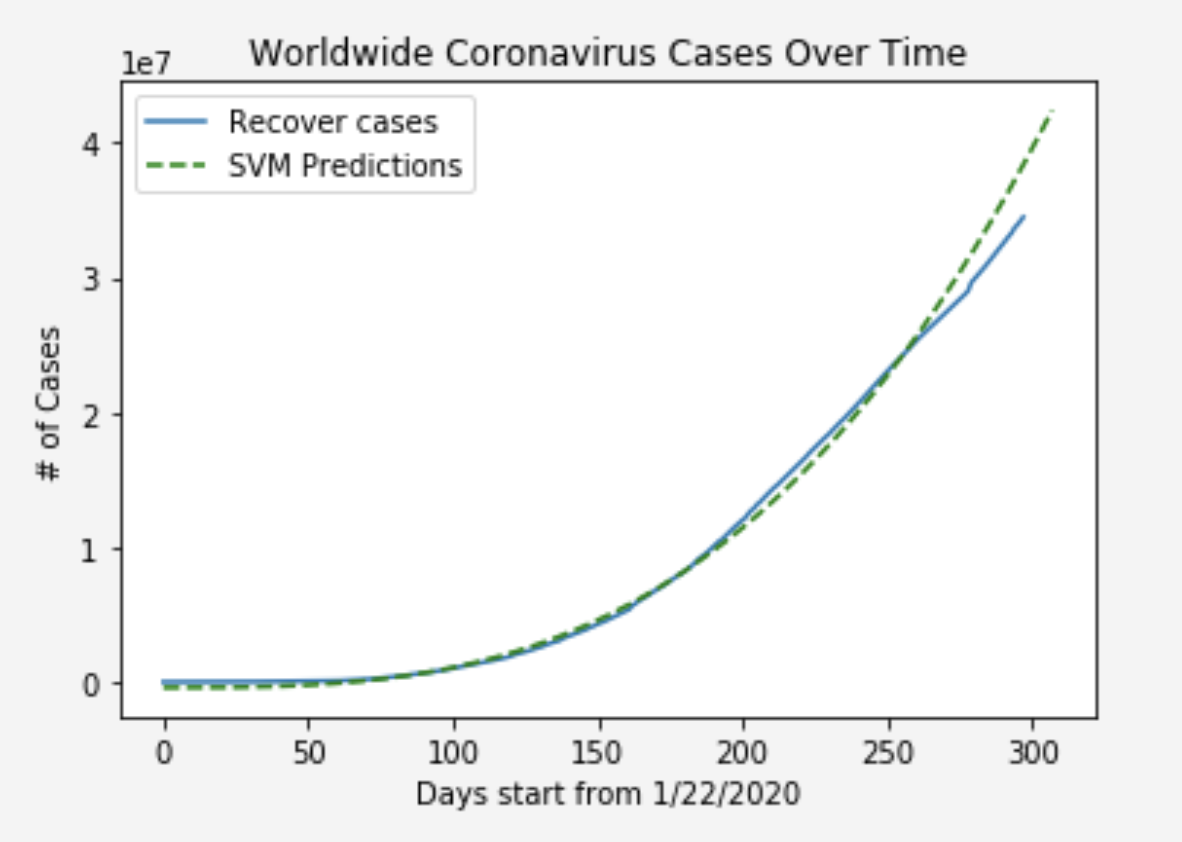 Worldwide Coronavirus Cases Over Time
1e7
Recover cases
SVM Predictions
4
3
2
1
0
# of Cases
0 50 100 150 200 250 300
Days start from 1/22/2020